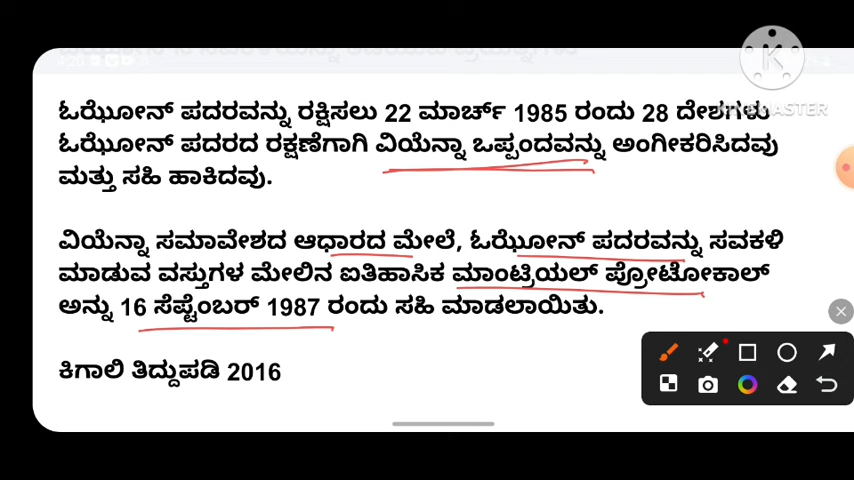 ಓಝೋನ್ ಪದರವನ್ನು ರಕ್ಷಿಸಲು 22 ಮಾರ್ಚ್ 1985 ರಂದು 28 ದೇಶಗಳು
ಓಝೋನ್ ಪದರದ ರಕ್ಷಣೆಗಾಗಿ ವಿಯೆನ್ನಾ ಒಪ್ಪಂದವನ್ನು ಅಂಗೀಕರಿಸಿದವು
ಮತ್ತು ಸಹಿ ಹಾಕಿದವು.
ವಿಯೆನ್ನಾ ಸಮಾವೇಶದ ಆಧಾರದ ಮೇಲೆ, ಓಝೋನ್ ಪದರವನ್ನು ಸವಕಳಿ
ಮಾಡುವ ವಸ್ತುಗಳ ಮೇಲಿನ ಐತಿಹಾಸಿಕ ಮಾಂಟ್ರಿಯಲ್ ಪ್ರೋಟೋಕಾಲ್
ಅನ್ನು 16 ಸೆಪ್ಟೆಂಬರ್ 1987 ರಂದು ಸಹಿ ಮಾಡಲಾಯಿತು.
ಕಿಗಾಲಿ ತಿದ್ದುಪಡಿ 2016